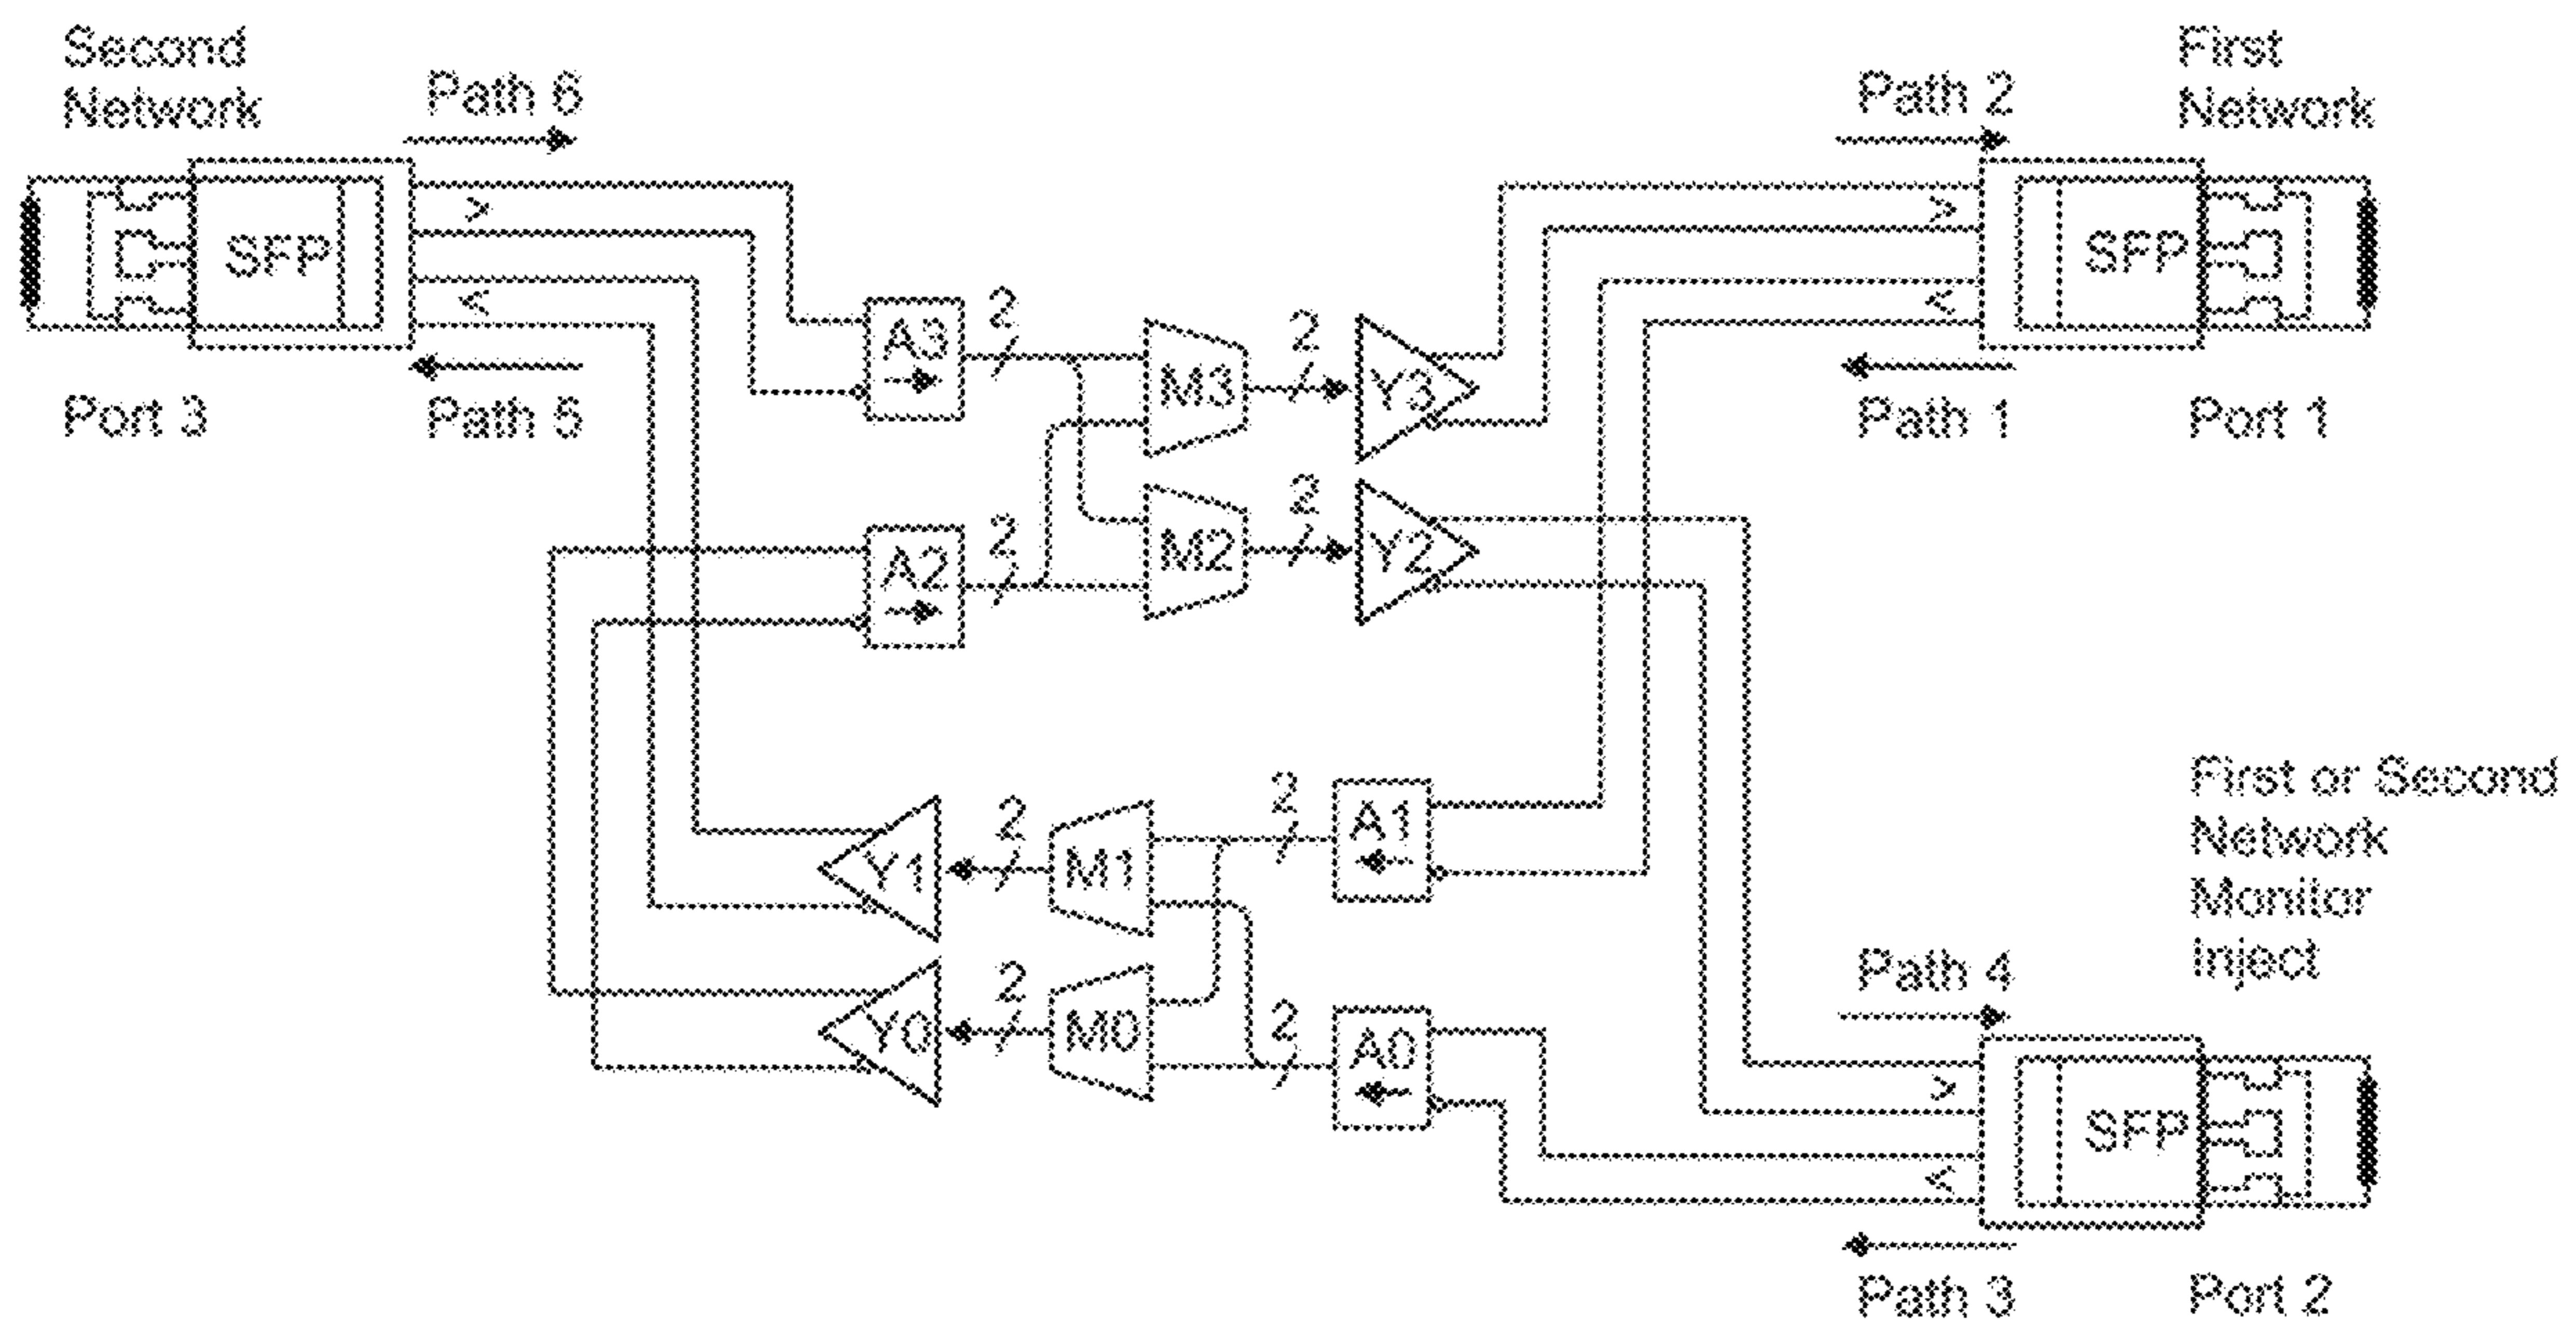 Second
Network
Path 6
Path 2
First
Network
>
SFP
<
>
SFP
<
Port 3
Path 5
Path 1
Port 1
A3
2
M3
2
Y3
A2
2
M2
2
Y2
Y1
2
M1
2
A1
Y0
2
M0
2
A0
First or Second
Network
Monitor
Inject
Path 4
>
SFP
<
Path 3
Port 2